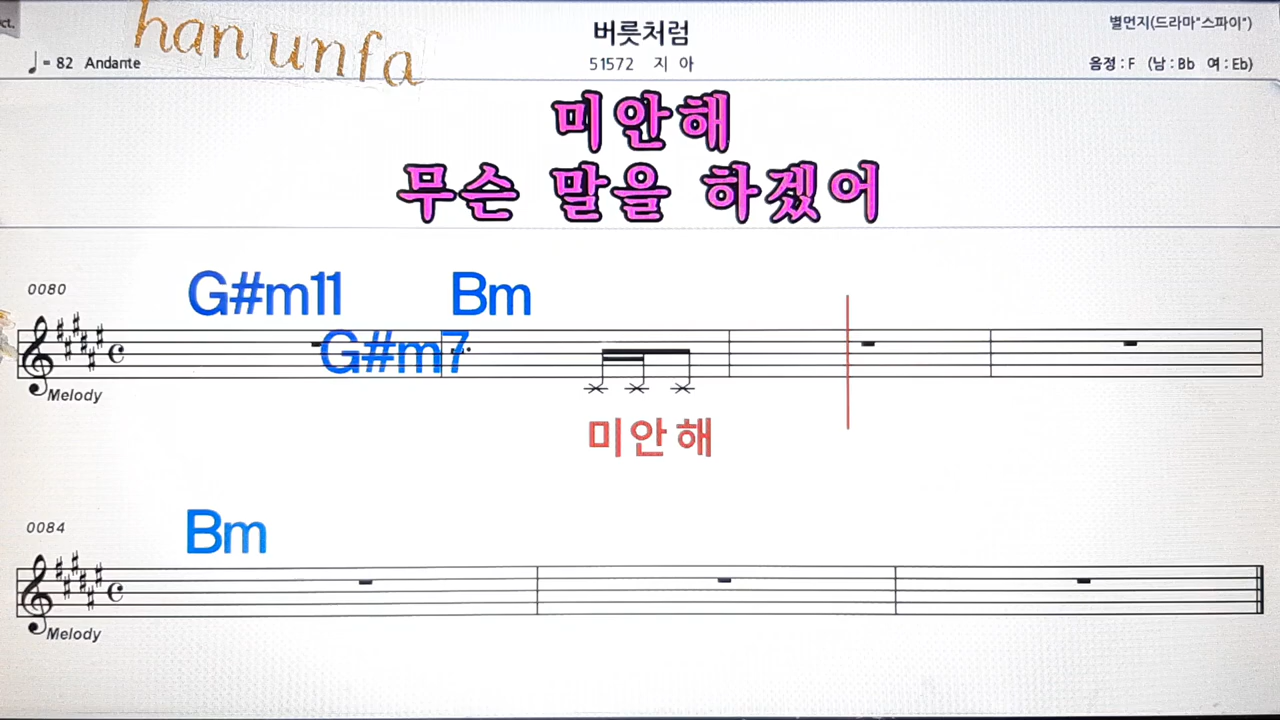 ct.
han unfa
버릇처럼
별먼지(드라마"스파이")
♩= 82 Andante
51572 지 아
음정 : F (남 : Bb 여 : Eb)
미안해
무슨 말을 하겠어
0080
G#m11 Bm
G#m7
Melody
미안해
0084
Bm
Melody